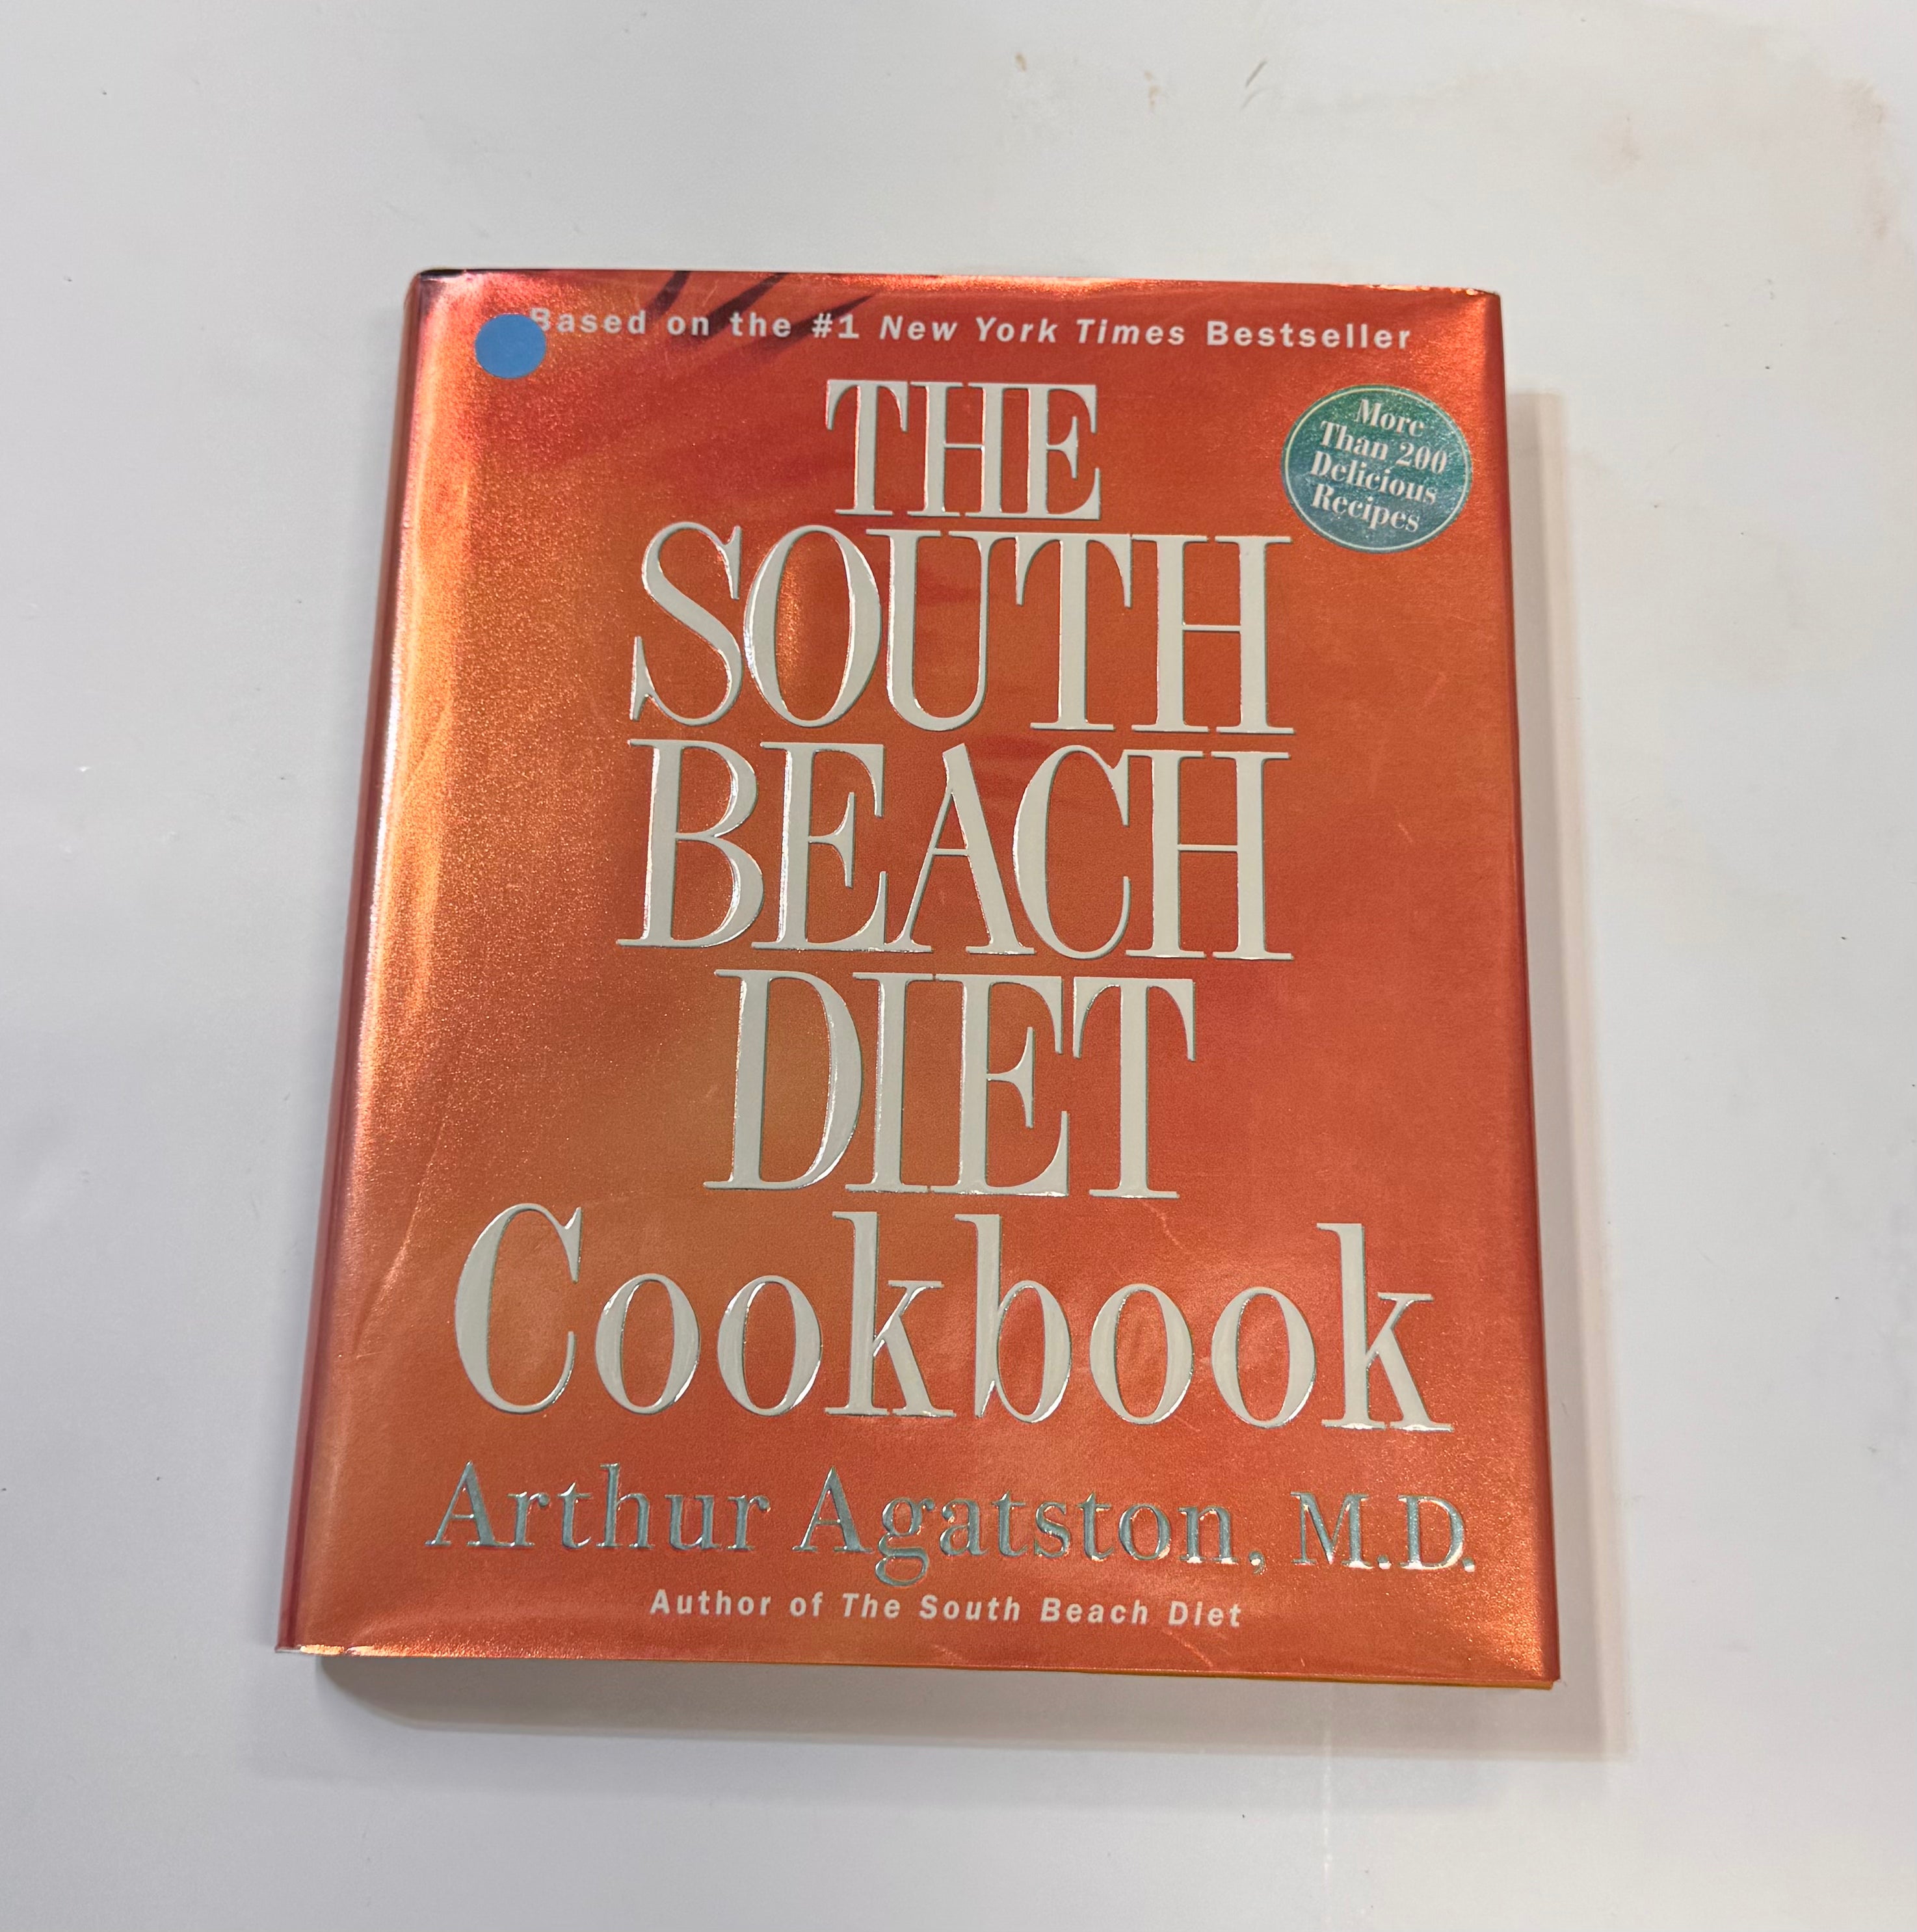 Based on the #1 New York Times Bestseller
THE
SOUTH
BEACH
DIET
Cookbook
More
Than 200
Delicious
Recipes
Arthur Agatston, M.D.
Author of The South Beach Diet